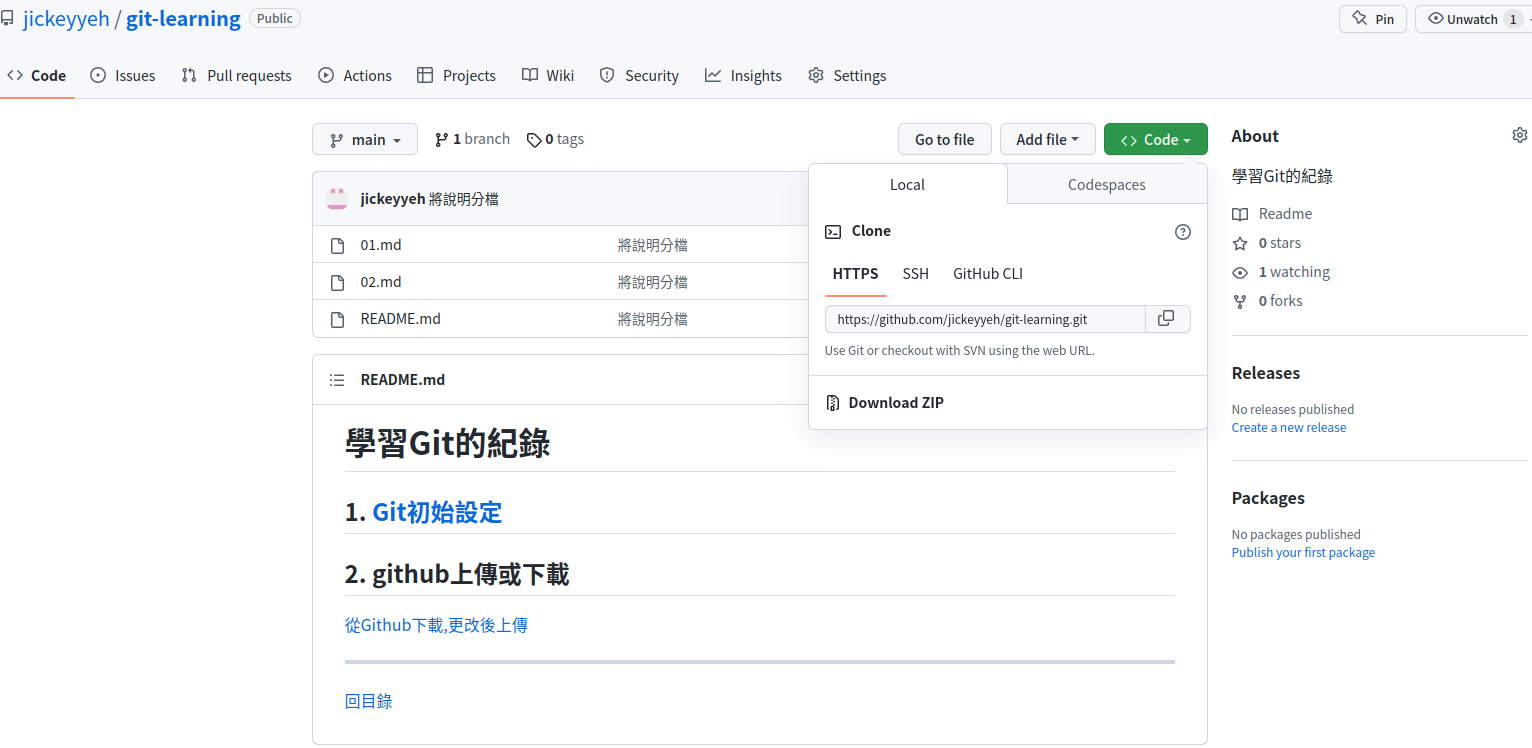 jickeyyeh / git-learning Public Pin Unwatch 1
Code Issues Pull requests Actions Projects Wiki Security Insights Settings
main 1 branch 0 tags Go to file Add file Code
jickeyyeh 將說明分檔
01.md 將說明分檔
02.md 將說明分檔
README.md 將說明分檔
Local Codespaces
Clone
HTTPS SSH GitHub CLI
https://github.com/jickeyyeh/git-learning.git
Use Git or checkout with SVN using the web URL.
Download ZIP
README.md
學習Git的紀錄
1. Git初始設定
2. github上傳或下載
從Github下載,更改後上傳
回目錄
About
學習Git的紀錄
Readme
0 stars
1 watching
0 forks
Releases
No releases published
Create a new release
Packages
No packages published
Publish your first package